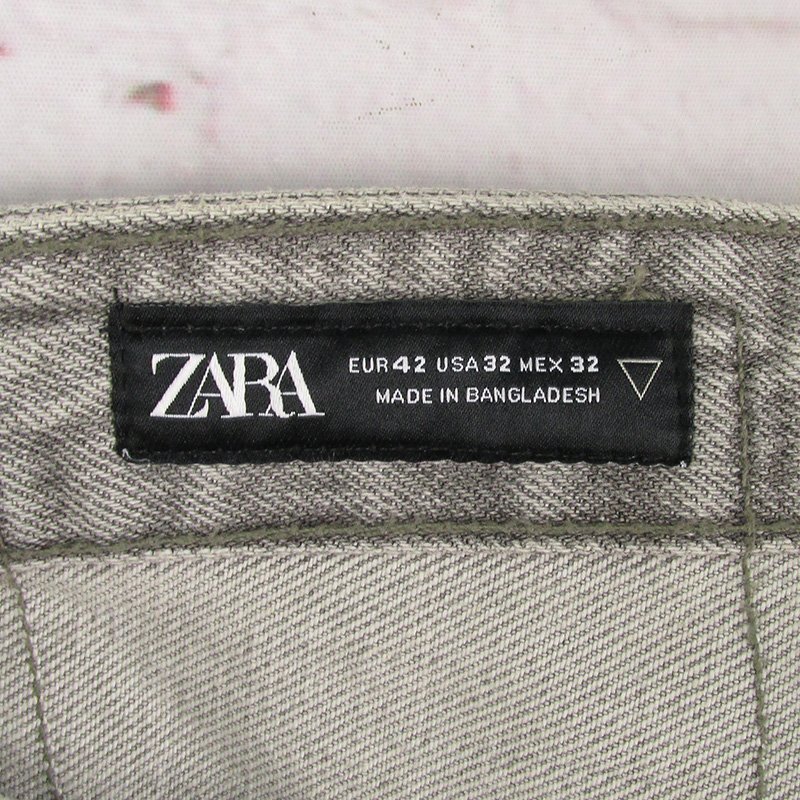 ZARA
EUR 42 USA 32 MEX 32
MADE IN BANGLADESH